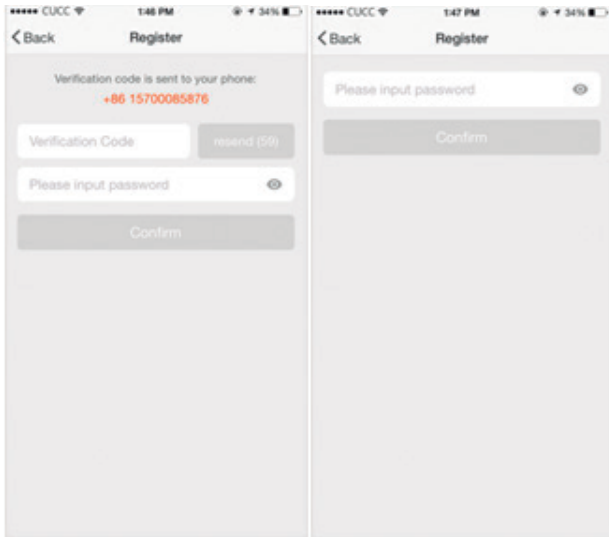 CUCC 1:46 PM 34%
Back Register
Verification code is sent to your phone:
+86 15700085876
Verification Code resend (59)
Please input password
Confirm
CUCC 1:47 PM 34%
Back Register
Please input password
Confirm